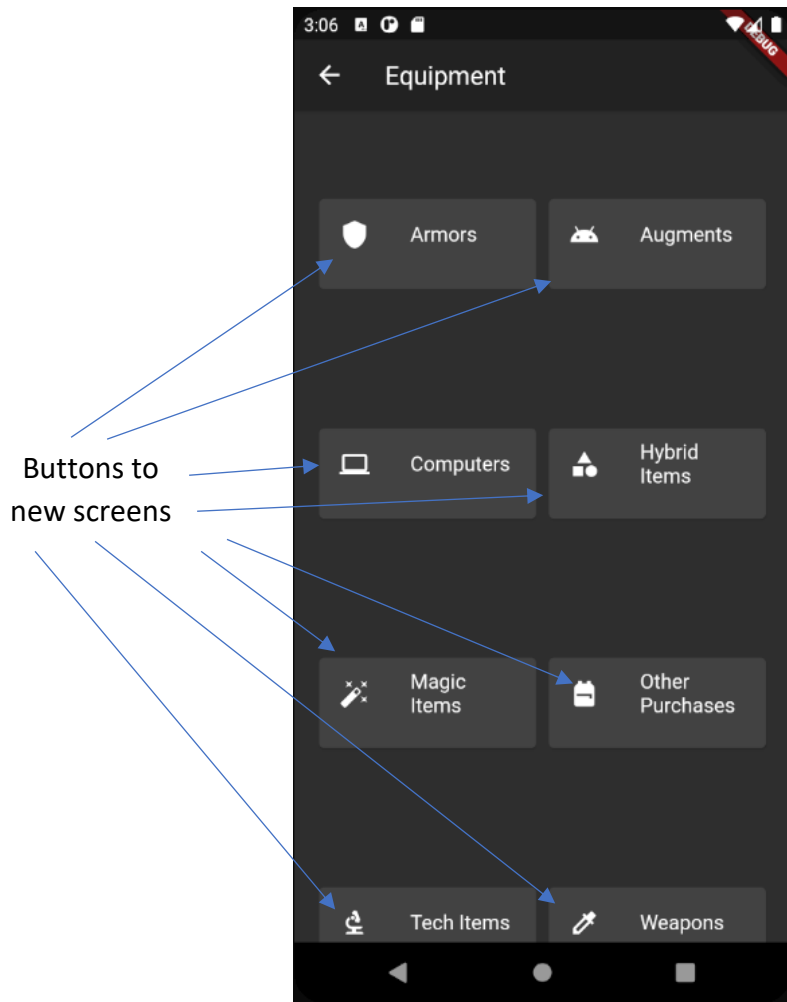 3:06
DEBUG
Equipment
Armors
Augments
Buttons to
new screens
Computers
Hybrid
Items
Magic
Items
Other
Purchases
Tech Items
Weapons